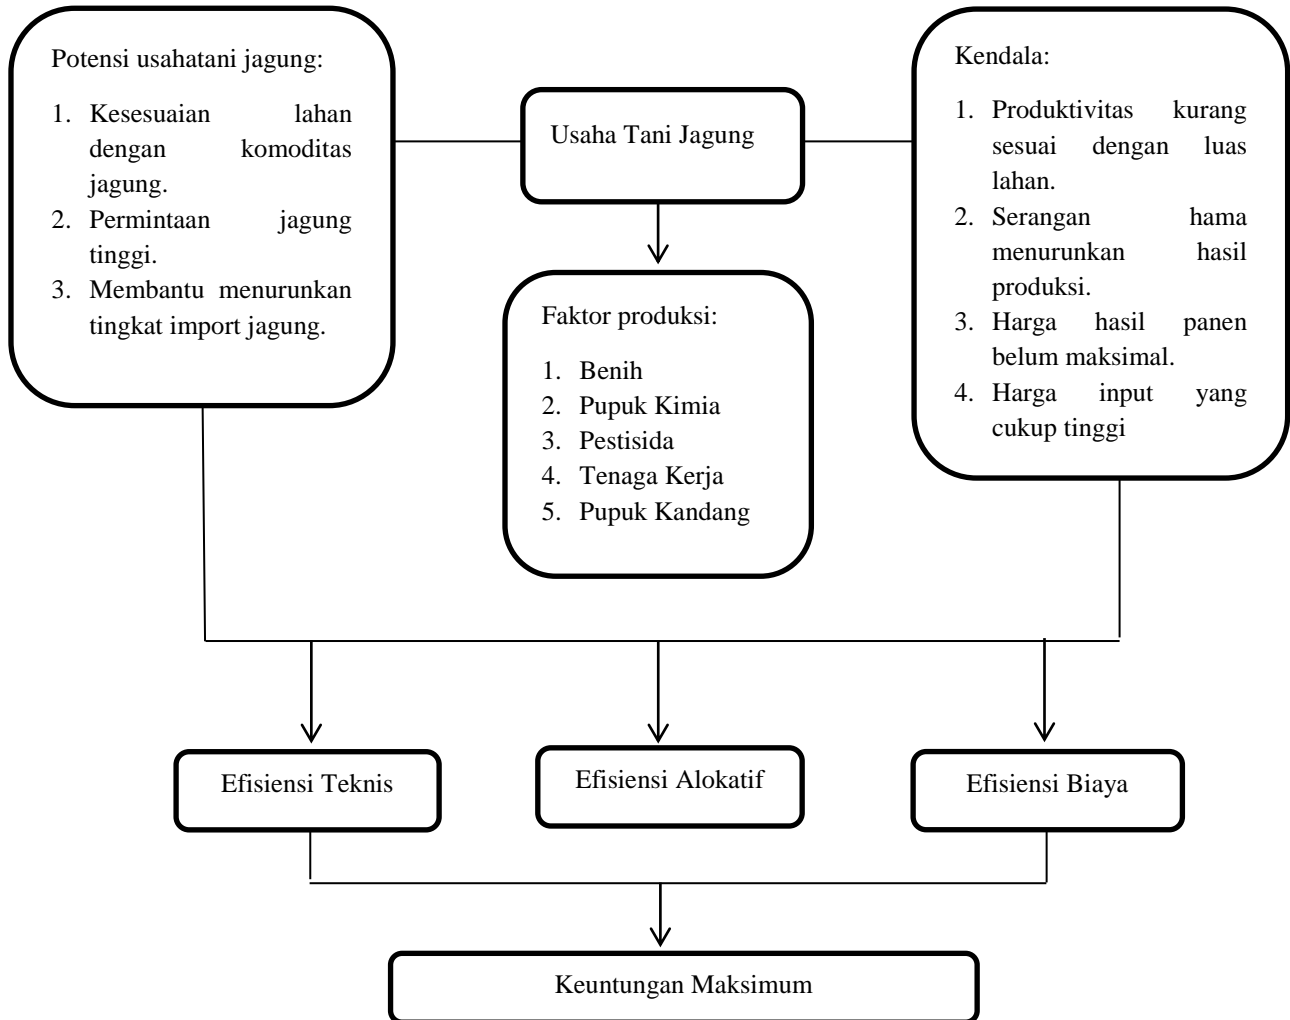 Potensi usahatani jagung:
1. Kesesuaian lahan
dengan komoditas
jagung.
2. Permintaan jagung
tinggi.
3. Membantu menurunkan
tingkat import jagung.
Usaha Tani Jagung
Kendala:
1. Produktivitas kurang
sesuai dengan luas
lahan.
2. Serangan hama
menurunkan hasil
produksi.
3. Harga hasil panen
belum maksimal.
4. Harga input yang
cukup tinggi
Faktor produksi:
1. Benih
2. Pupuk Kimia
3. Pestisida
4. Tenaga Kerja
5. Pupuk Kandang
Efisiensi Teknis
Efisiensi Alokatif
Efisiensi Biaya
Keuntungan Maksimum